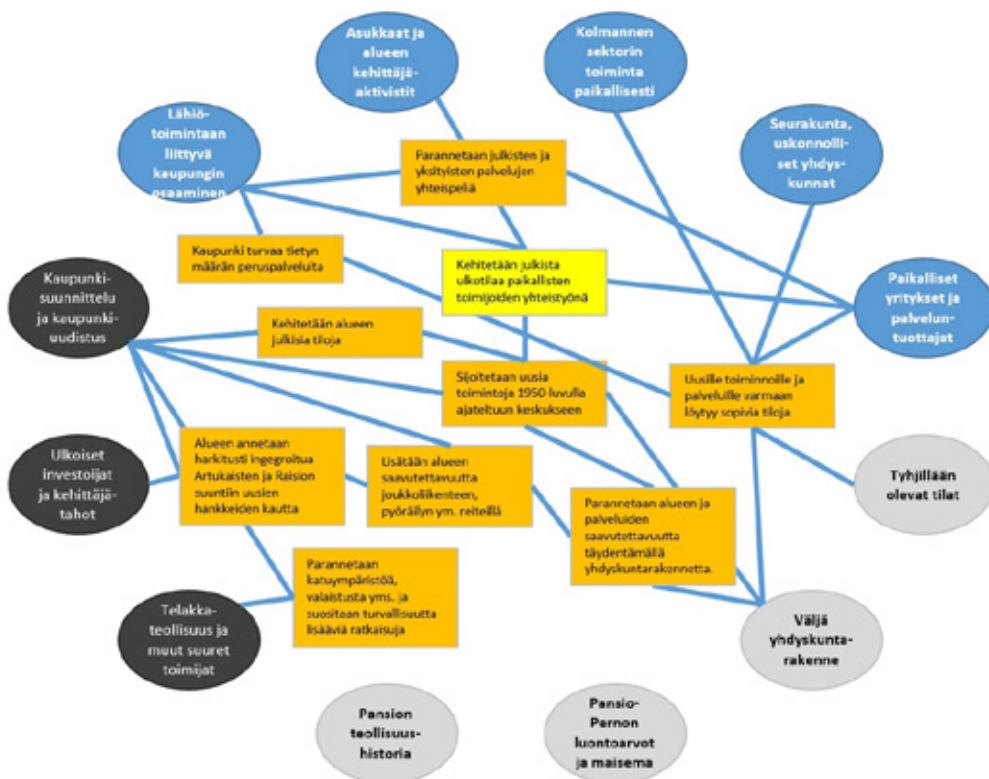 Asukkaat ja
alueen
kehittäjä-
aktivistit
Kolmannen
sektorin
toiminta
paikallisesti
Lähiö-
toimintaan
liittyvä
kaupungin
osaaminen
Seurakunta,
uskonnolli-
set yhdys-
kunnat
Parannetaan julkisten ja
yksityisten palvelujen
yhteispeliä
Kaupunki turvaa tietyn
määrän peruspalveluita
Kehitetään julkista
ulkotilaa paikallisten
toimijoiden yhteistyönä
Kaupunki-
suunnittelu
ja kaupunki-
uudistus
Paikalliset
yritykset ja
palvelun-
tuottajat
Kehitetään alueen
julkisia tiloja
Sijoitetaan uusia
toimintoja 1950-luvulla
ajateltuun keskukseen
Uusille toiminnoille ja
palveluille varmaan
löytyy sopivia tiloja
Ulkoiset
investoijat
ja kehittäjä-
tahot
Alueen annetaan
harkitusti ingegroitua
Artukaisten ja Raision
suuntiin uusien
hankkeiden kautta
Lisätään alueen
saavutettavuutta
joukkoliikenteen,
pyöräilyn ym. reiteillä
Parannetaan alueen ja
palveluiden
saavutettavuutta
täydentämällä
yhdyskuntarakennetta.
Tyhjillään
olevat tilat
Parannetaan
katuympäristöä,
valaistusta yms. ja
suositaan turvallisuutta
lisääviä ratkaisuja
Telakka-
teollisuus ja
muut suuret
toimijat
Väljä
yhdyskunta-
rakenne
Pansion
teollisuus-
historia
Pansio-
Pernon
luontoarvot
ja maisema